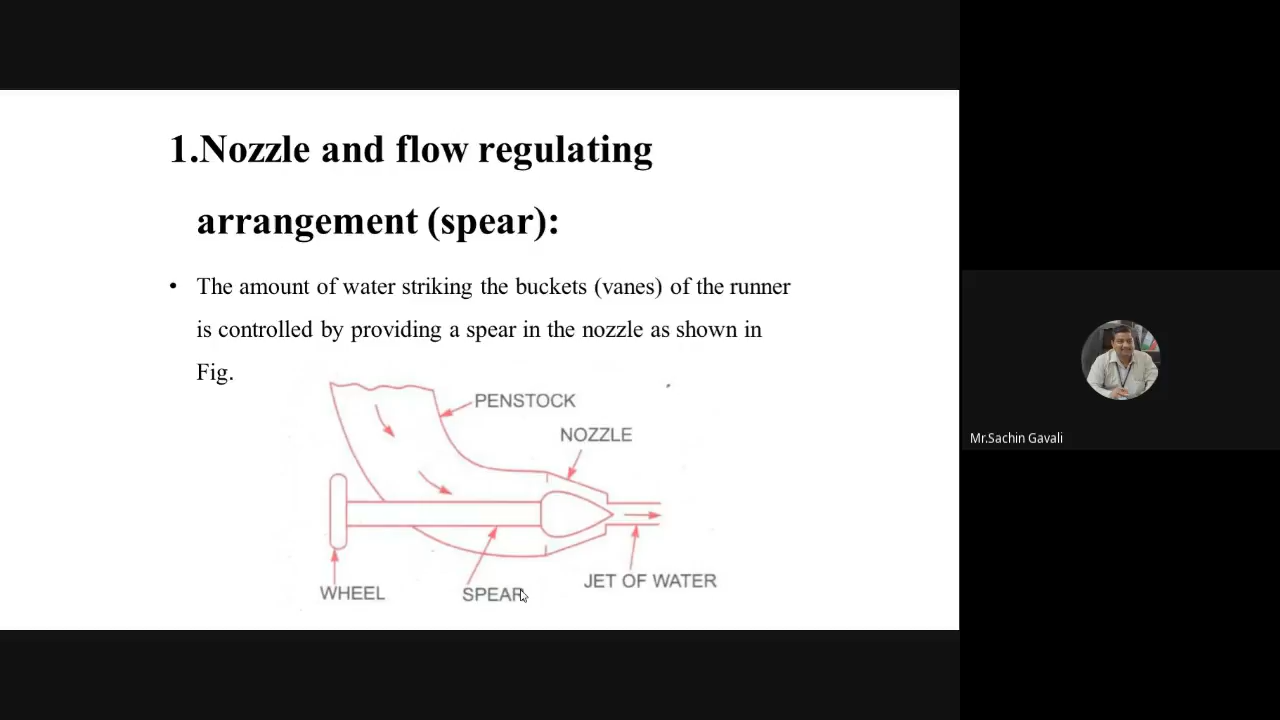 1.Nozzle and flow regulating
arrangement (spear):
• The amount of water striking the buckets (vanes) of the runner
is controlled by providing a spear in the nozzle as shown in
Fig.
PENSTOCK
NOZZLE
JET OF WATER
WHEEL
SPEAR
Mr.Sachin Gavali